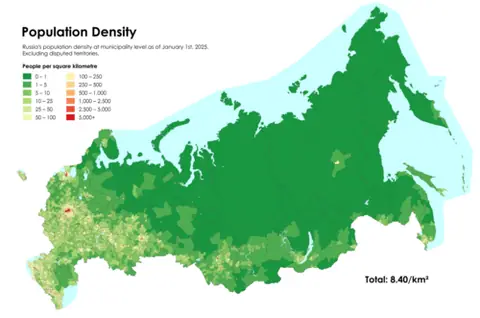 Population Density
Russia's population density at municipality level as of January 1st, 2025.
Excluding disputed territories.
People per square kilometre
0 - 1
1 - 5
5 - 10
10 - 25
25 - 50
50 - 100
100 - 250
250 - 500
500 - 1.000
1.000 - 2.500
2.500 - 5.000
5.000+
Total: 8.40/km²